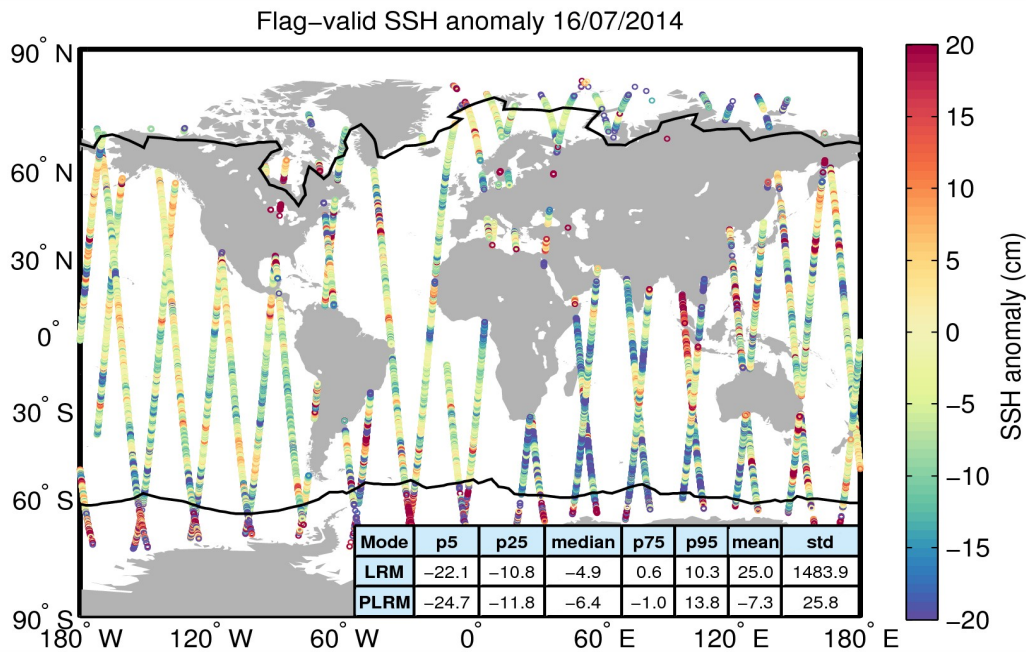 Flag−valid SSH anomaly 16/07/2014
90° N
60° N
30° N
0°
30° S
60° S
90° S
180° W
120° W
60° W
0°
60° E
120° E
180° E
Mode p5 p25 median p75 p95 mean std
LRM −22.1 −10.8 −4.9 0.6 10.3 25.0 1483.9
PLRM −24.7 −11.8 −6.4 −1.0 13.8 −7.3 25.8
20
15
10
5
0
−5
−10
−15
−20
SSH anomaly (cm)